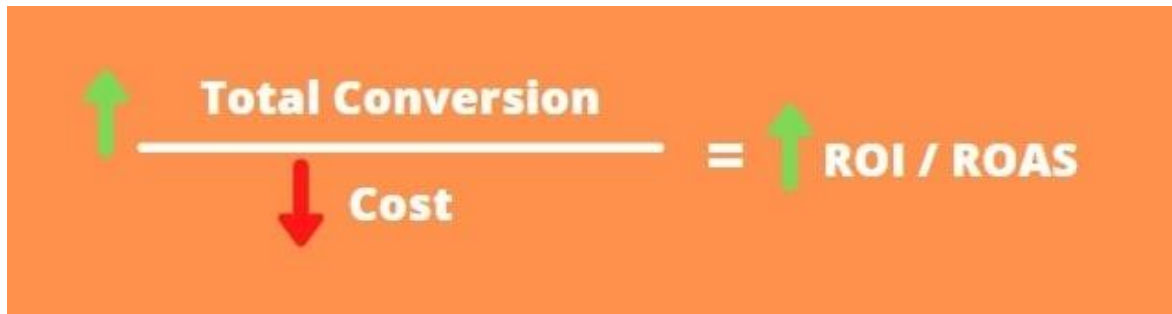 Total Conversion
Cost
= ROI / ROAS